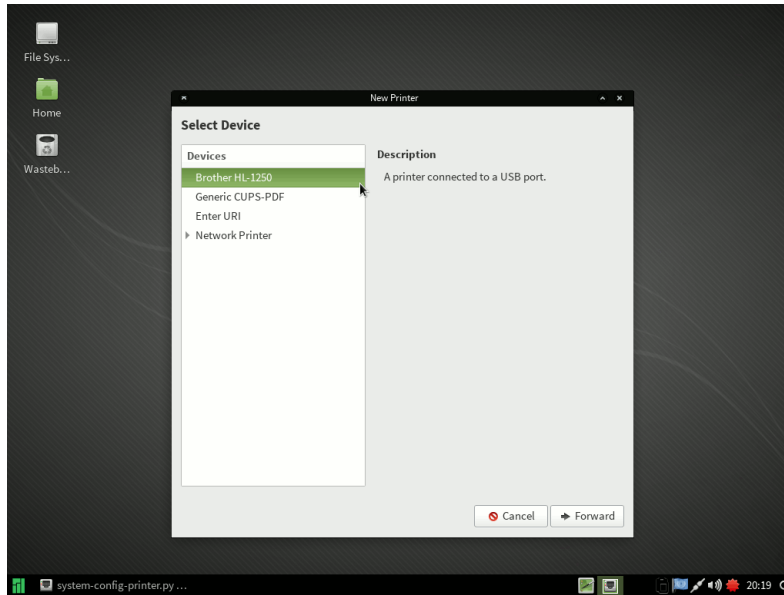 File Sys...
Home
Wasteb...
New Printer
Select Device
Devices
Brother HL-1250
Generic CUPS-PDF
Enter URI
Network Printer
Description
A printer connected to a USB port.
Cancel
Forward
system-config-printer.py ...
20:19